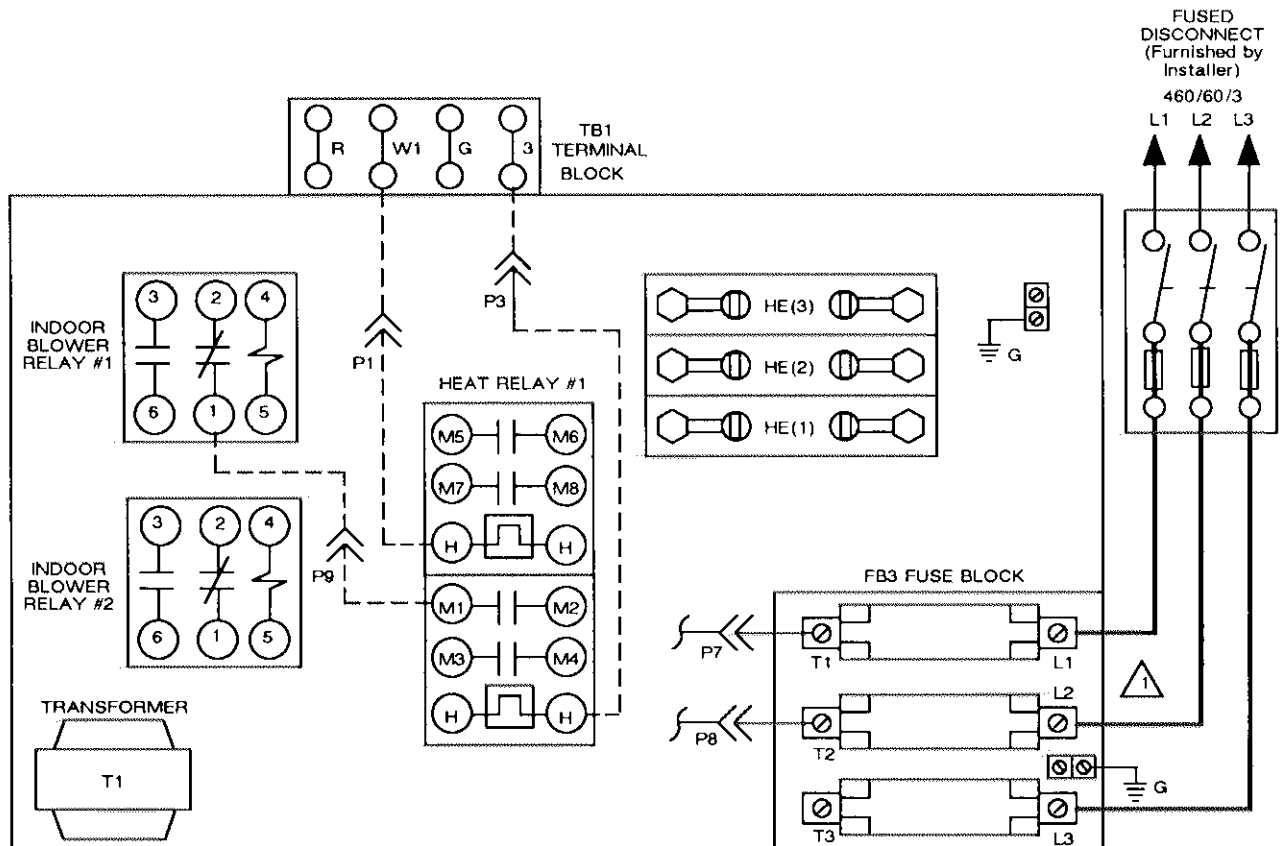 FUSED
DISCONNECT
(Furnished by
Installer)
460/60/3
L1 L2 L3
TB1
TERMINAL
BLOCK
R W1 G 3
P1
P3
INDOOR
BLOWER
RELAY #1
3 2 4
6 1 5
HEAT RELAY #1
M5 M6
M7 M8
H H
M1 M2
M3 M4
H H
HE(3)
HE(2)
HE(1)
G
INDOOR
BLOWER
RELAY #2
3 2 4
6 1 5
P9
TRANSFORMER
T1
FB3 FUSE BLOCK
P7
T1 L1
1
P8
T2 L2
G
T3 L3